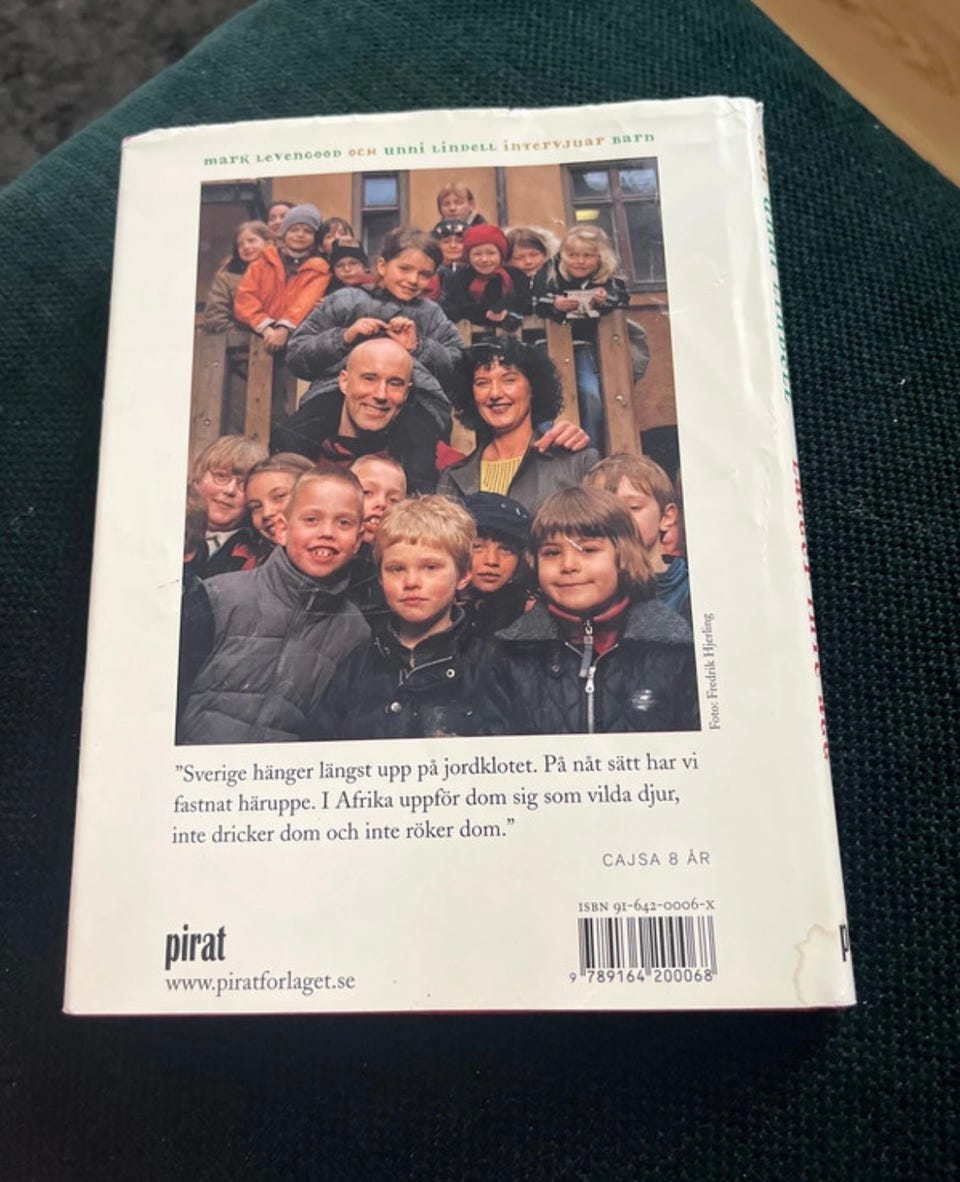 mark Levengood och unni Lindell intervjuar Barn
Foto: Fredrik Hjerling
”Sverige hänger längst upp på jordklotet. På nåt sätt har vi
fastnat häruppe. I Afrika uppför dom sig som vilda djur,
inte dricker dom och inte röker dom.”
CAJSA 8 ÅR
ISBN 91-642-0006-X
9 789164 200068
pirat
www.piratforlaget.se